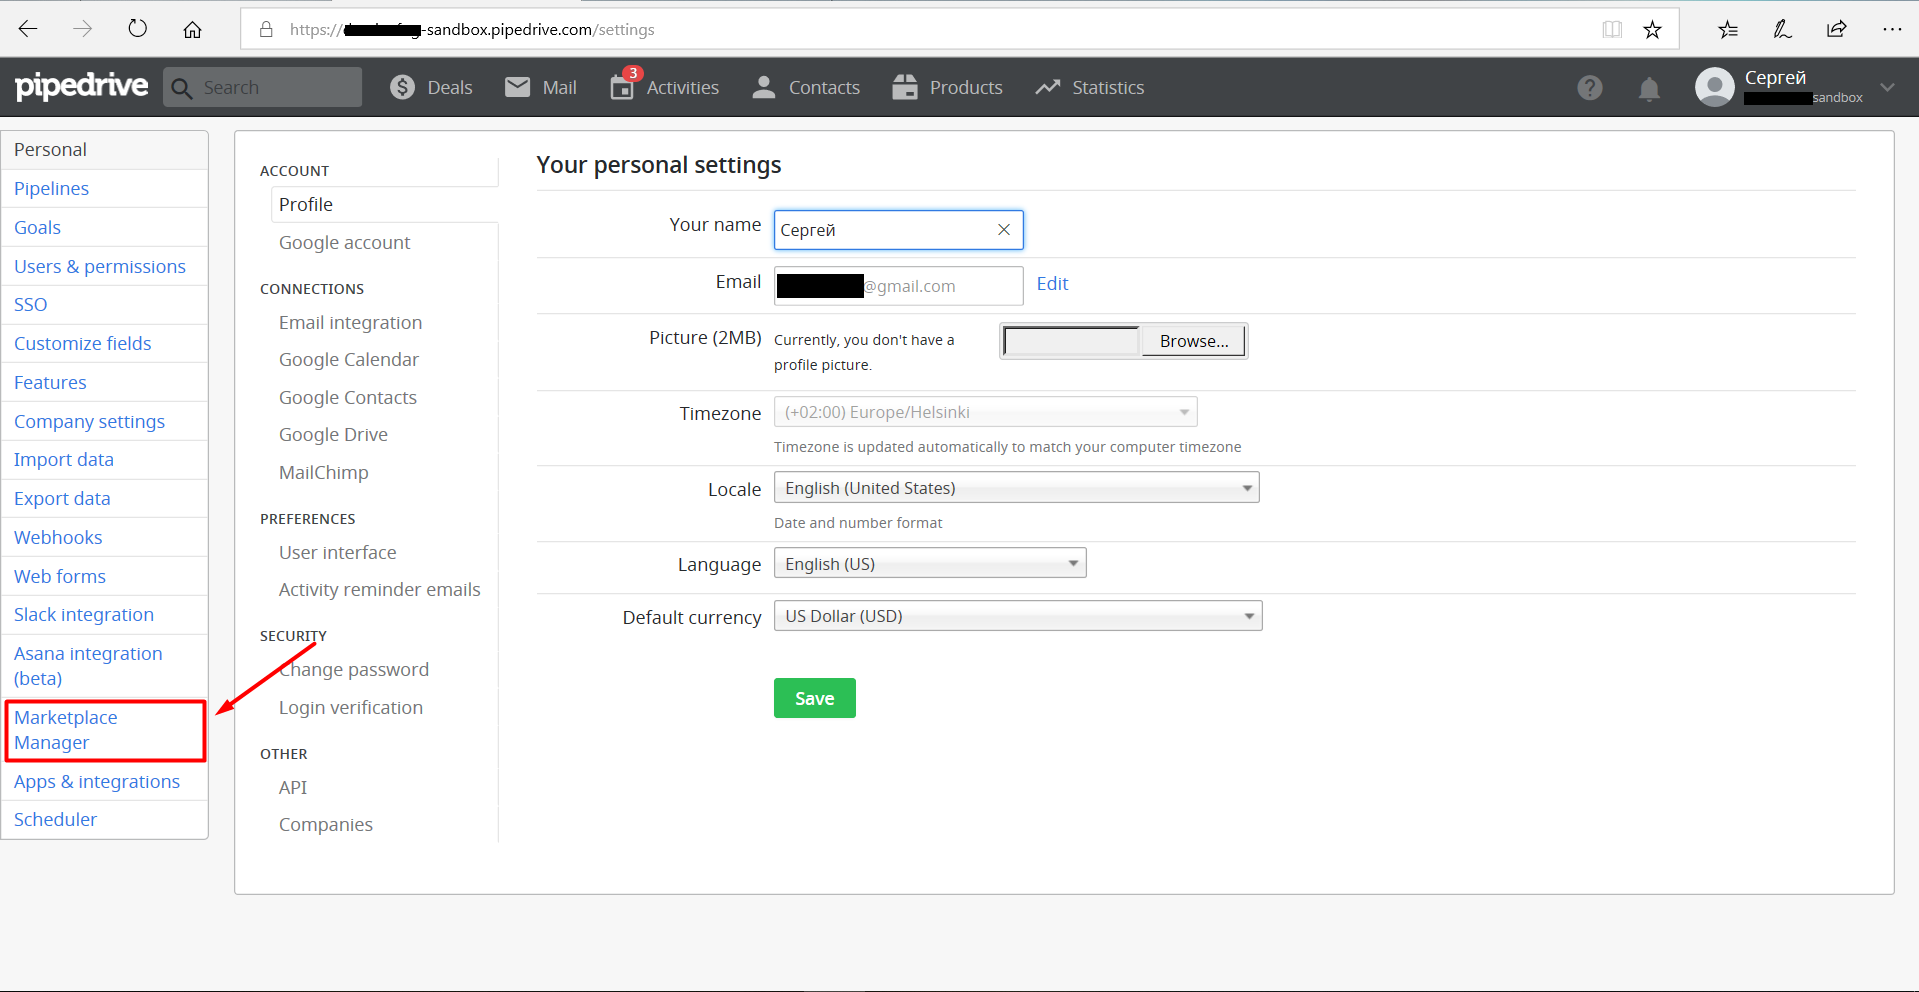 https://
-sandbox.pipedrive.com/settings
pipedrive
Search
Deals
Mail
3
Activities
Contacts
Products
Statistics
?
Сергей
sandbox
Personal
Pipelines
Goals
Users & permissions
SSO
Customize fields
Features
Company settings
Import data
Export data
Webhooks
Web forms
Slack integration
Asana integration
(beta)
Marketplace
Manager
Apps & integrations
Scheduler
ACCOUNT
Profile
Google account
CONNECTIONS
Email integration
Google Calendar
Google Contacts
Google Drive
MailChimp
PREFERENCES
User interface
Activity reminder emails
SECURITY
Change password
Login verification
OTHER
API
Companies
Your personal settings
Your name
Сергей
Email
@gmail.com
Edit
Picture (2MB)
Currently, you don't have a
profile picture.
Browse...
Timezone
(+02:00) Europe/Helsinki
Timezone is updated automatically to match your computer timezone
Locale
English (United States)
Date and number format
Language
English (US)
Default currency
US Dollar (USD)
Save